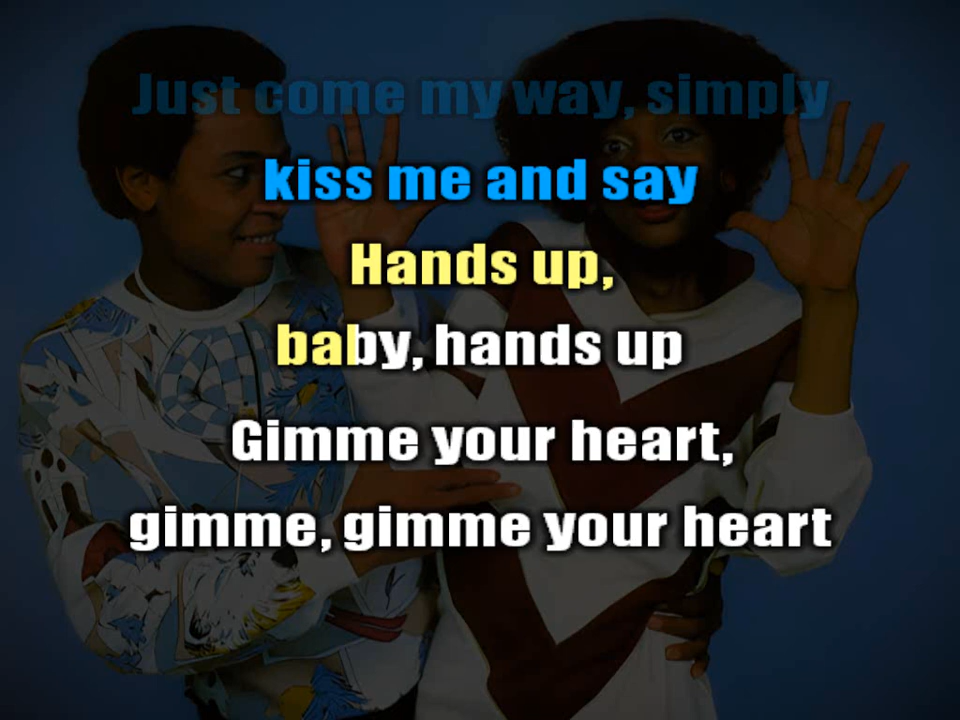 Just come my way, simply
kiss me and say
Hands up,
baby, hands up
Gimme your heart,
gimme, gimme your heart